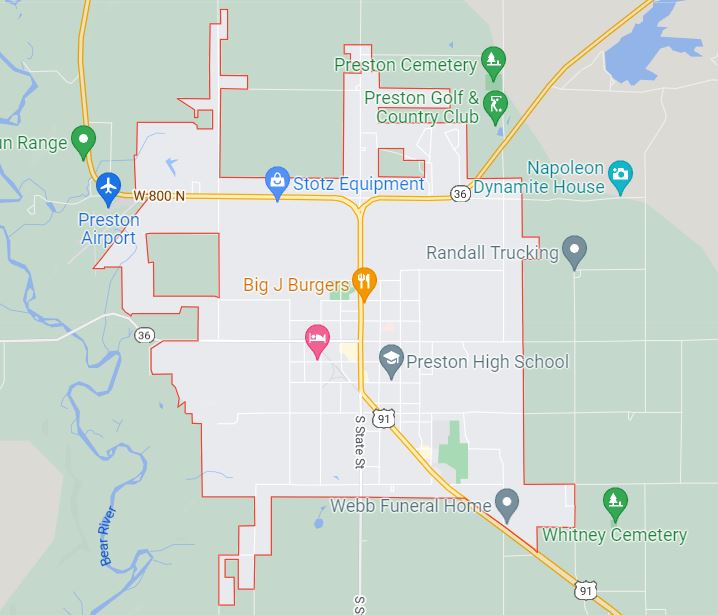 Preston Cemetery
Preston Golf &
Country Club
un Range
Napoleon
Dynamite House
Stotz Equipment
36
W 800 N
Preston
Airport
Randall Trucking
Big J Burgers
36
Preston High School
91
S State St
Webb Funeral Home
Whitney Cemetery
Bear River
91
S S